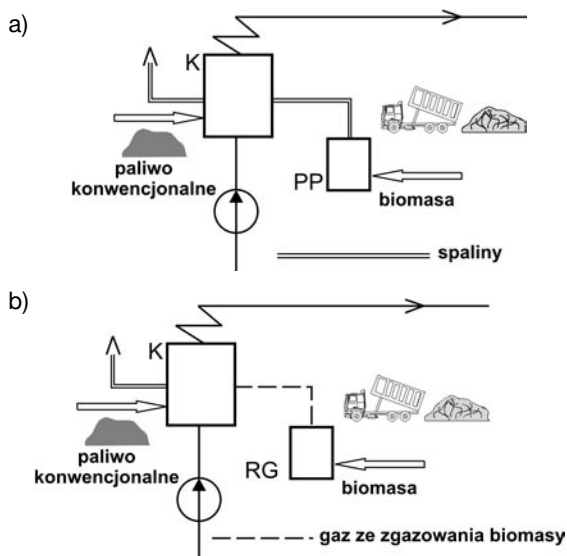 a)
K
paliwo
konwencjonalne
PP
biomasa
spaliny
b)
K
paliwo
konwencjonalne
RG
biomasa
gaz ze zgazowania biomasy